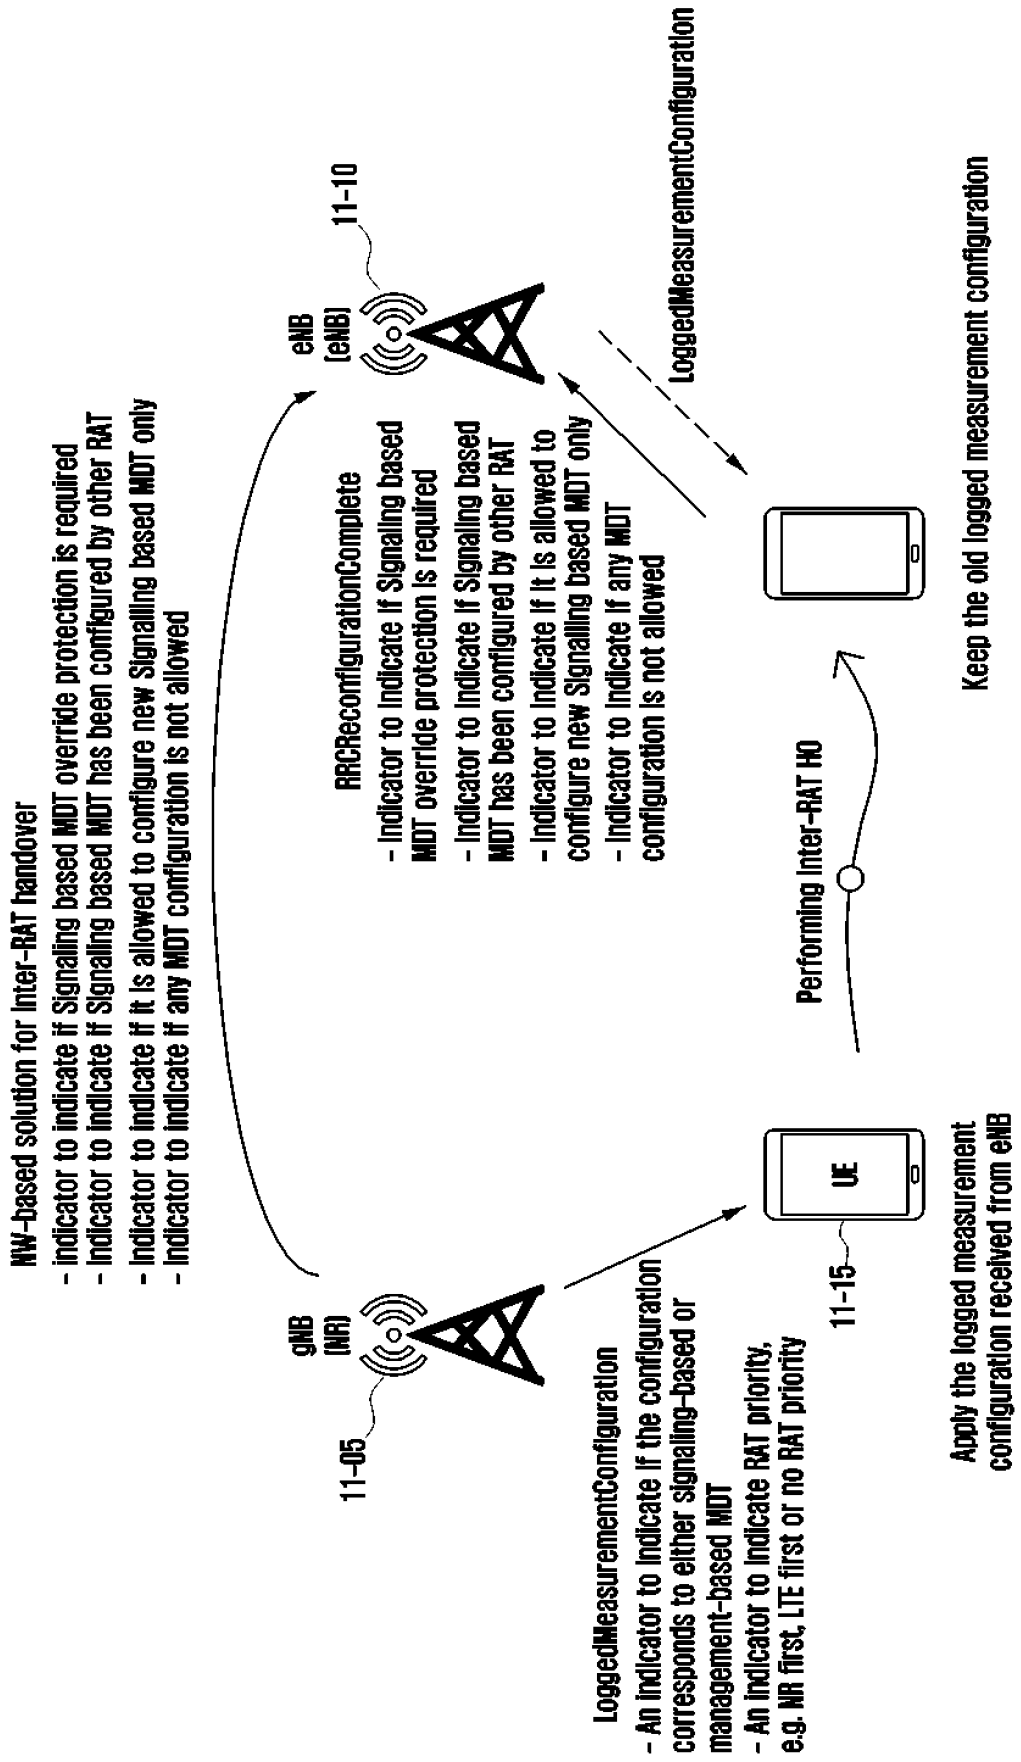 NW-based solution for Inter-RAT handover
- indicator to indicate if Signaling based MDT override protection is required
- Indicator to indicate if Signaling based MDT has been configured by other RAT
- Indicator to indicate if it is allowed to configure new Signalling based MDT only
- Indicator to indicate if any MDT configuration is not allowed
gNB
(NR)
11-05
eNB
(eNB)
11-10
RRCReconfigurationComplete
- Indicator to Indicate If Signaling based
MDT override protection is required
- Indicator to Indicate If Signaling based
MDT has been configured by other RAT
- Indicator to Indicate If It is allowed to
configure new Signalling based MDT only
- Indicator to Indicate If any MDT
configuration is not allowed
LoggedMeasurementConfiguration
LoggedMeasurementConfiguration
- An indicator to Indicate If the configuration
corresponds to either signaling-based or
management-based MDT
- An indicator to Indicate RAT priority,
e.g. NR first, LTE first or no RAT priority
UE
11-15
Performing Inter-RAT HO
Apply the logged measurement
configuration received from eNB
Keep the old logged measurement configuration